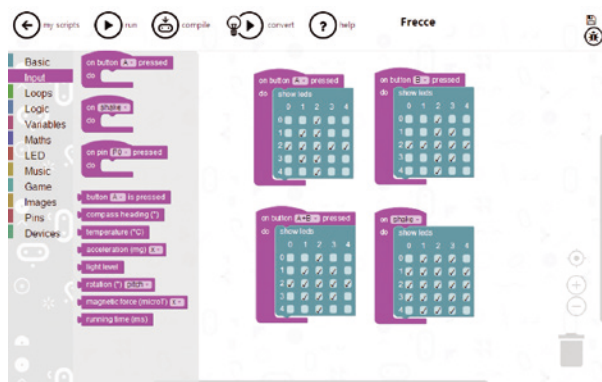 my scripts run compile convert ? help Frecce
Basic
Input
Loops
Logic
Variables
Maths
LED
Music
Game
Images
Pins
Devices
on button A pressed
do
on shake
do
on pin P0 pressed
do
button A is pressed
compass heading (°)
temperature (°C)
acceleration (mg) x
light level
rotation (°) pitch
magnetic force (microT) x
running time (ms)
on button A pressed
do show leds
0 1 2 3 4
0
1
2
3
4
on button B pressed
do show leds
0 1 2 3 4
0
1
2
3
4
on button A+B pressed
do show leds
0 1 2 3 4
0
1
2
3
4
on shake
do show leds
0 1 2 3 4
0
1
2
3
4